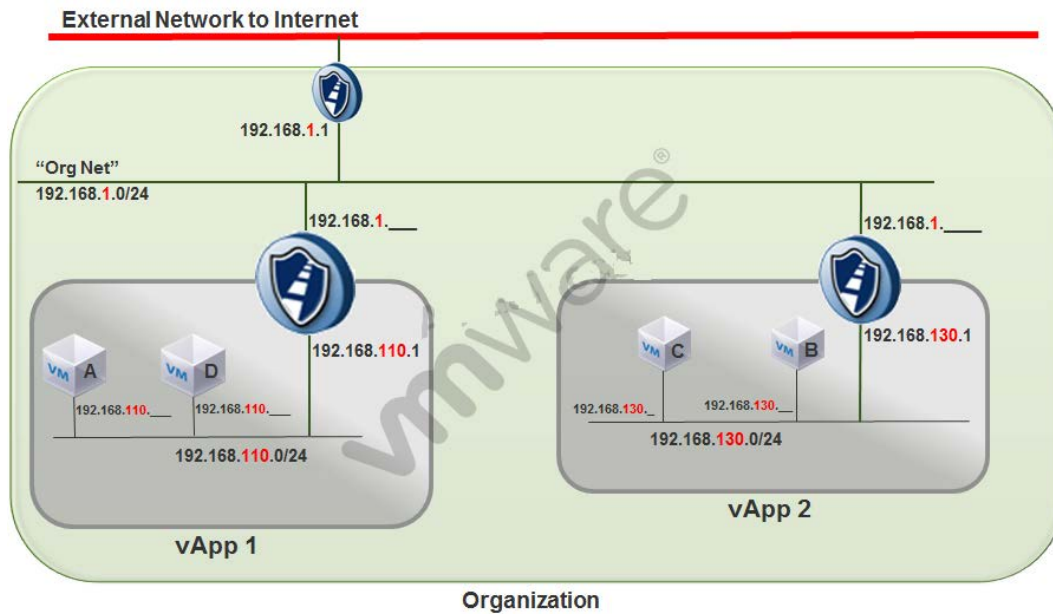 External Network to Internet
192.168.1.1
“Org Net”
192.168.1.0/24
192.168.1.___
192.168.1.____
vmware®
192.168.110.1
192.168.130.1
VM A
VM D
VM C
VM B
192.168.110.___
192.168.110.___
192.168.130._
192.168.130.__
192.168.110.0/24
192.168.130.0/24
vApp 1
vApp 2
Organization